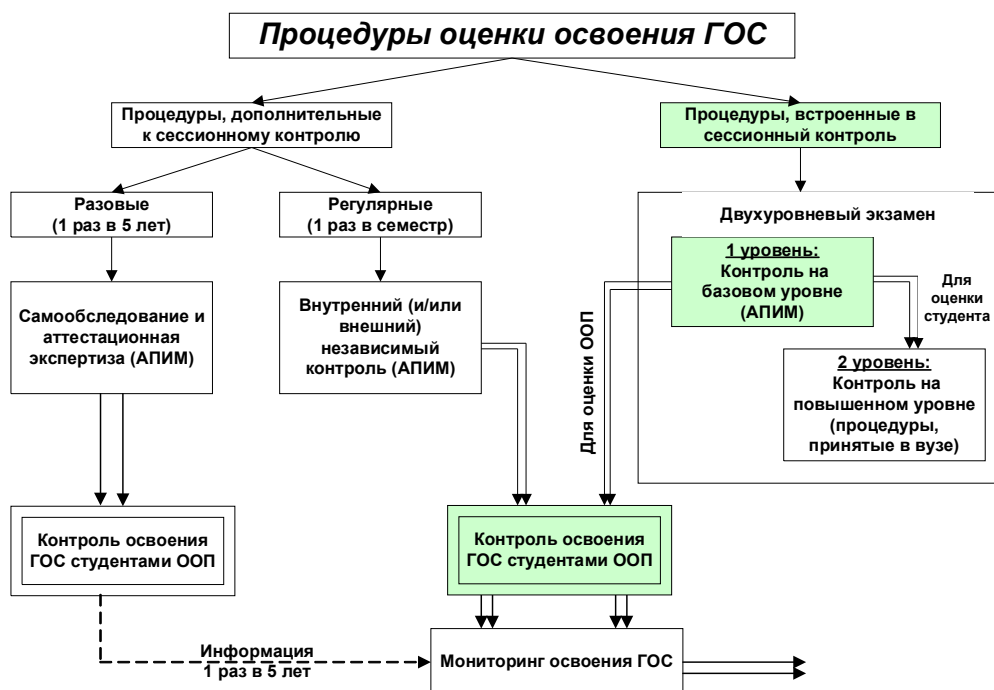 Процедуры оценки освоения ГОС
Процедуры, дополнительные
к сессионному контролю
Процедуры, встроенные в
сессионный контроль
Разовые
(1 раз в 5 лет)
Регулярные
(1 раз в семестр)
Двухуровневый экзамен
1 уровень:
Контроль на
базовом уровне
(АПИМ)
Для
оценки
студента
Самообследование и
аттестационная
экспертиза (АПИМ)
Внутренний (и/или
внешний)
независимый
контроль (АПИМ)
Для оценки ООП
2 уровень:
Контроль на
повышенном уровне
(процедуры,
принятые в вузе)
Контроль освоения
ГОС студентами ООП
Контроль освоения
ГОС студентами ООП
Информация
1 раз в 5 лет
Мониторинг освоения ГОС